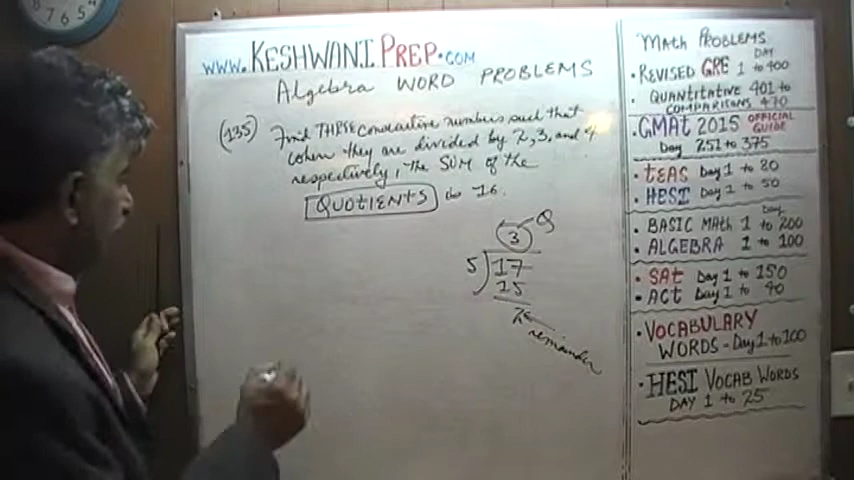 www.KESHWANI PREP.COM
Algebra WORD PROBLEMS
(135) Find THREE consecutive numbers such that
when they are divided by 2, 3, and 4
respectively, the SUM of the
QUOTIENTS is 16.
3 Q
5 17
15
2
remainder
8 7 6 5 4
MATH PROBLEMS
DAY
• REVISED GRE 1 to 400
• QUANTITATIVE 401 to
COMPARISONS 470
• GMAT 2015 OFFICIAL
GUIDE
Day 251 to 375
• TEAS Day 1 to 80
• HESI Day 1 to 50
Day
• BASIC MATH 1 to 200
• ALGEBRA 1 to 100
• SAT Day 1 to 150
• ACT Day 1 to 40
• VOCABULARY
WORDS - Day 1 to 100
• HESI VOCAB WORDS
DAY 1 to 25